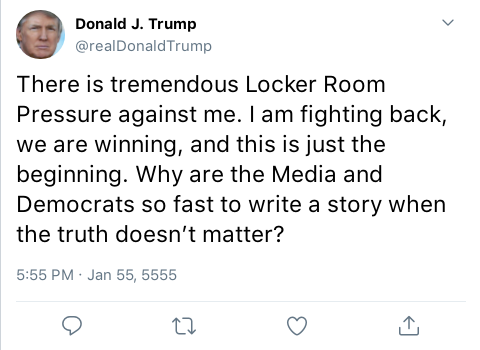 Donald J. Trump
@realDonaldTrump
There is tremendous Locker Room
Pressure against me. I am fighting back,
we are winning, and this is just the
beginning. Why are the Media and
Democrats so fast to write a story when
the truth doesn’t matter?
5:55 PM · Jan 55, 5555